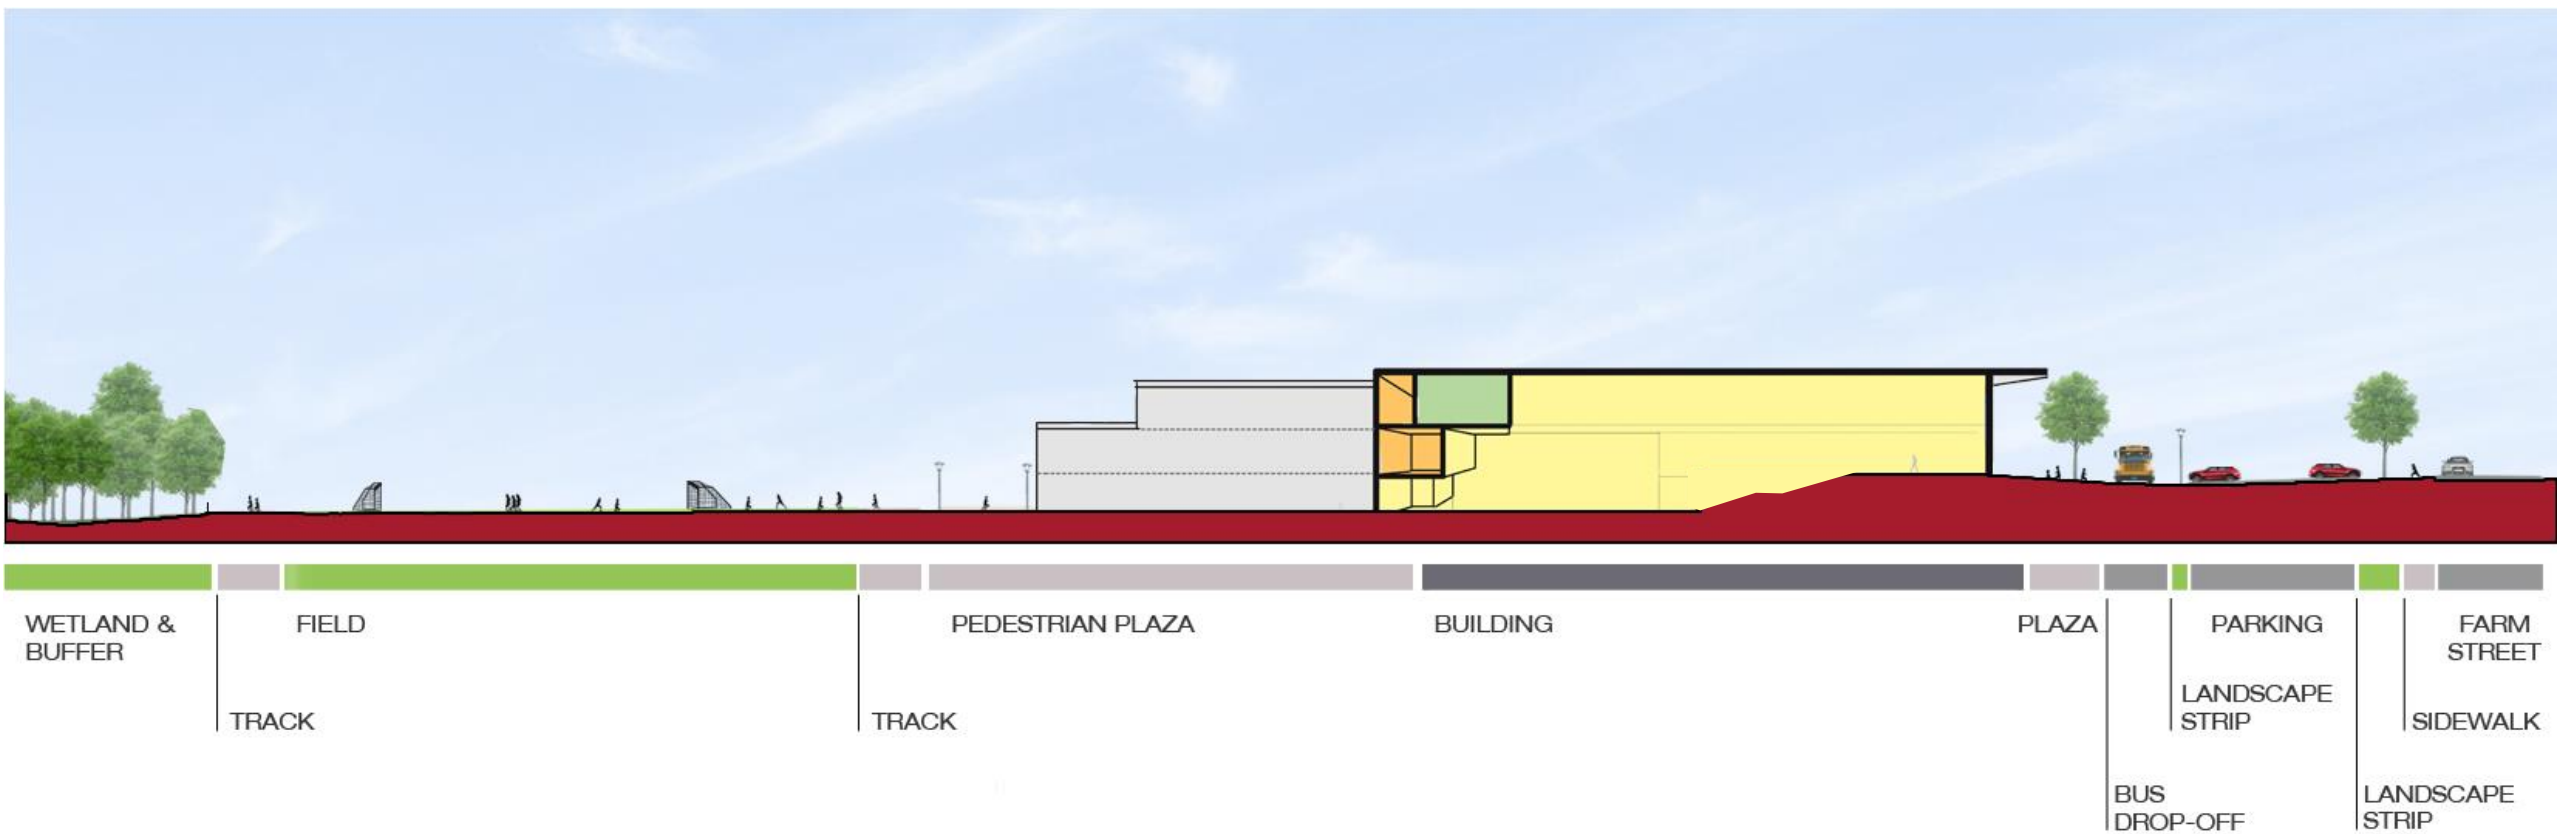 WETLAND &
BUFFER
TRACK
FIELD
TRACK
PEDESTRIAN PLAZA
BUILDING
PLAZA
BUS
DROP-OFF
LANDSCAPE
STRIP
PARKING
LANDSCAPE
STRIP
SIDEWALK
FARM
STREET